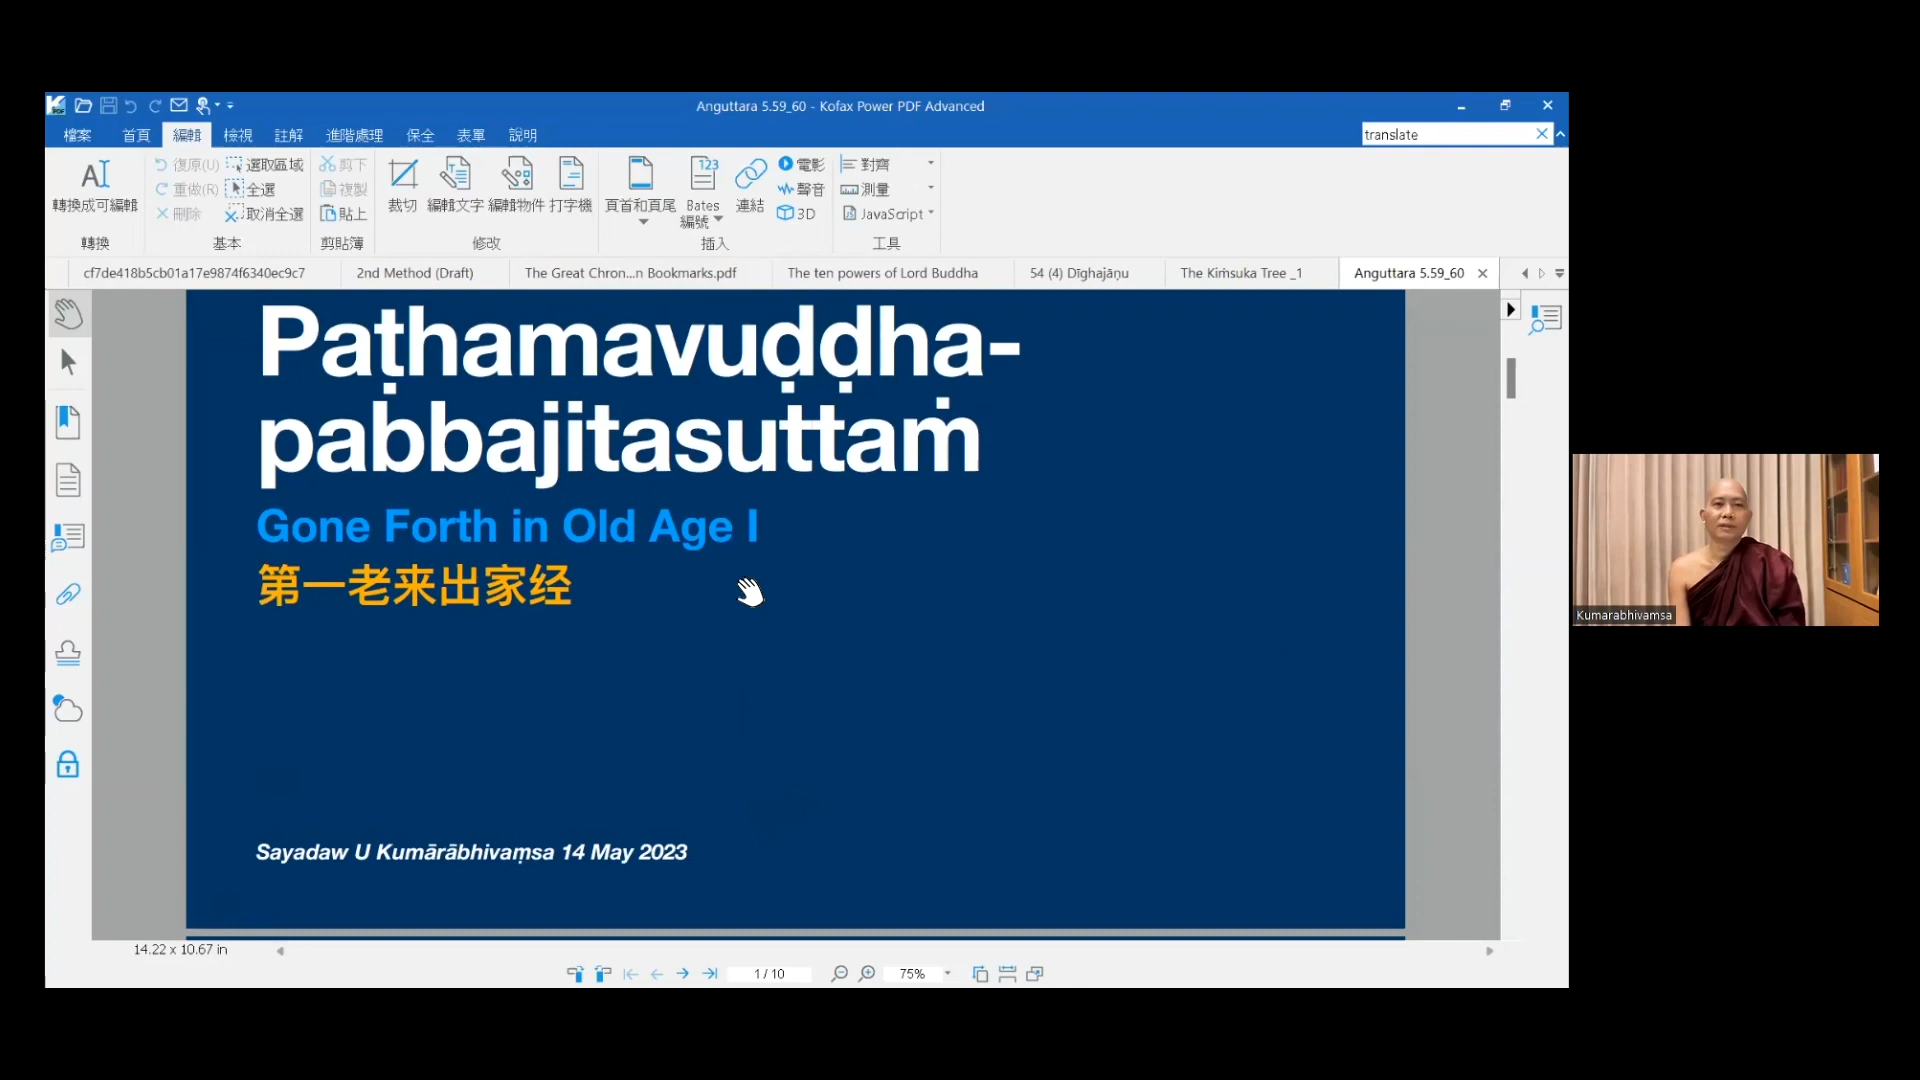 Anguttara 5.59_60 - Kofax Power PDF Advanced
檔案 首頁 編輯 檢視 註解 進階處理 保全 表單 說明 translate
轉換成可編輯 復原(U) 選取區域 重做(R) 全選 刪除 取消全選 剪下 複製 貼上 裁切 編輯文字 編輯物件 打字機 頁首和頁尾 Bates 編號 連結 電影 聲音 3D 對齊 測量 JavaScript
轉換 基本 剪貼簿 修改 插入 工具
cf7de418b5cb01a17e9874f6340ec9c7 2nd Method (Draft) The Great Chron...n Bookmarks.pdf The ten powers of Lord Buddha 54 (4) Dīghajāṇu The Kiṁsuka Tree _1 Anguttara 5.59_60
Paṭhamavuḍḍha-
pabbajitasuttaṁ
Gone Forth in Old Age I
第一老来出家经
Kumarabhivamsa
Sayadaw U Kumārābhivaṃsa 14 May 2023
14.22 x 10.67 in
1 / 10 75%